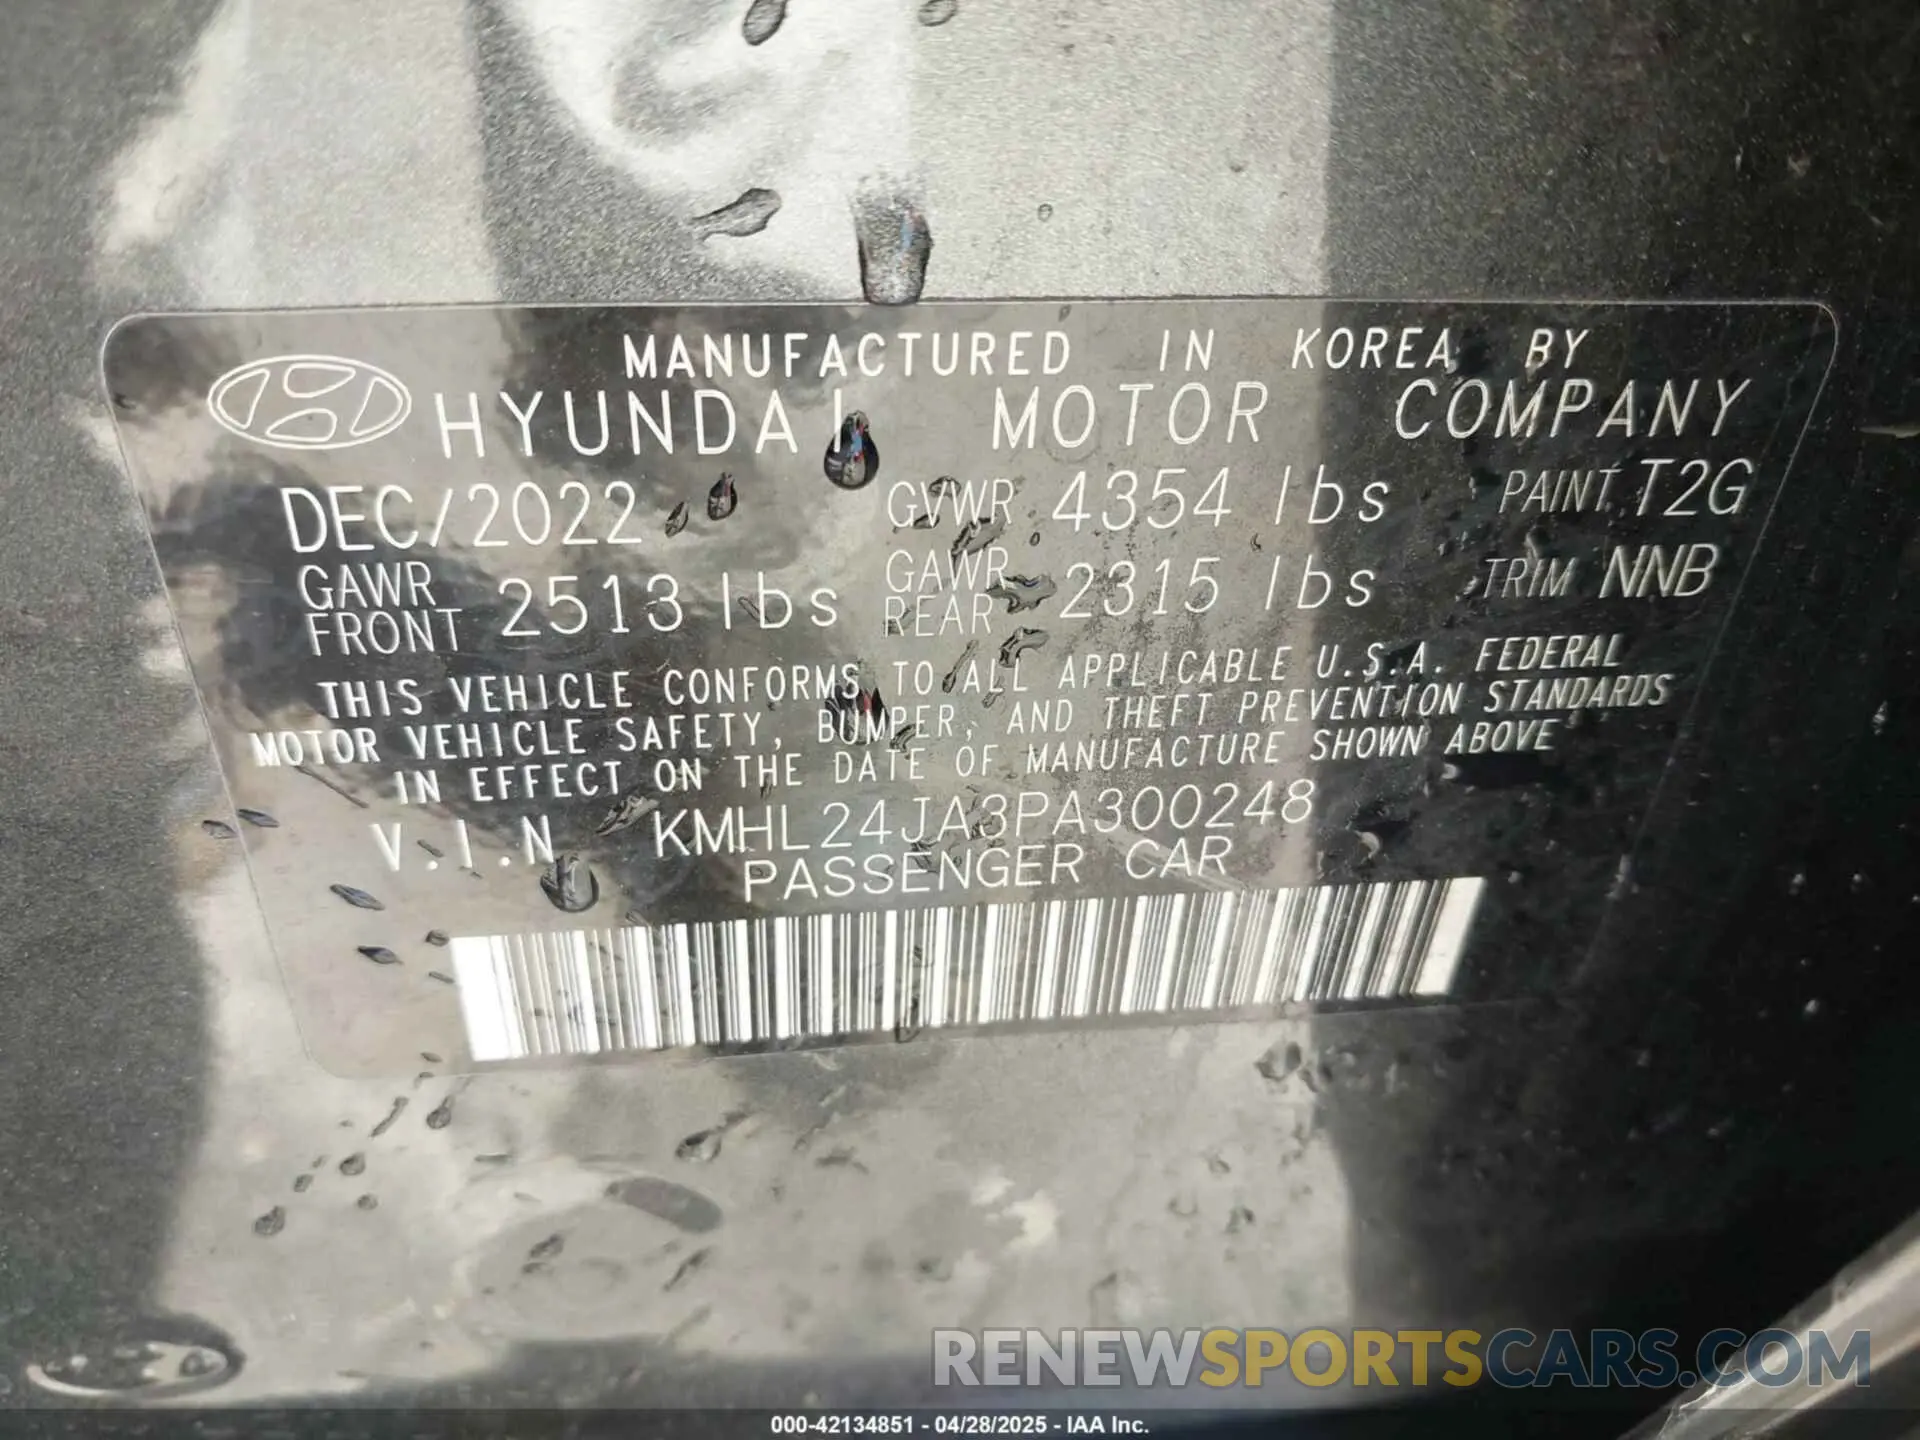 MANUFACTURED IN KOREA BY
HYUNDAI MOTOR COMPANY
DEC/2022 GVWR 4354 lbs PAINT T2G
GAWR FRONT 2513 lbs GAWR REAR 2315 lbs TRIM NNB
THIS VEHICLE CONFORMS TO ALL APPLICABLE U.S.A. FEDERAL
MOTOR VEHICLE SAFETY, BUMPER, AND THEFT PREVENTION STANDARDS
IN EFFECT ON THE DATE OF MANUFACTURE SHOWN ABOVE
V.I.N KMHL24JA3PA300248
PASSENGER CAR
RENEWSPORTSCARS.COM
000-42134851 - 04/28/2025 - IAA Inc.